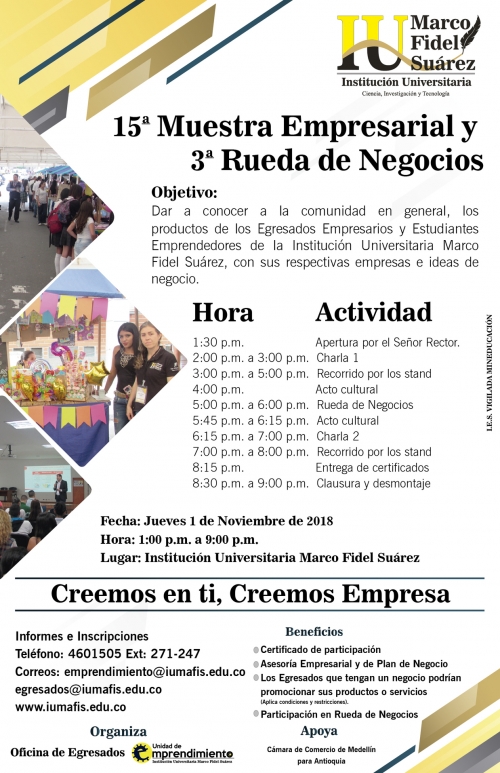 IU Marco
Fidel
Suárez
Institución Universitaria
Ciencia, Investigación y Tecnología
15ª Muestra Empresarial y
3ª Rueda de Negocios
Objetivo:
Dar a conocer a la comunidad en general, los
productos de los Egresados Empresarios y Estudiantes
Emprendedores de la Institución Universitaria Marco
Fidel Suárez, con sus respectivas empresas e ideas de
negocio.
Hora Actividad
1:30 p.m. Apertura por el Señor Rector.
2:00 p.m. a 3:00 p.m. Charla 1
3:00 p.m. a 5:00 p.m. Recorrido por los stand
4:00 p.m. Acto cultural
5:00 p.m. a 6:00 p.m. Rueda de Negocios
5:45 p.m. a 6:15 p.m. Acto cultural
6:15 p.m. a 7:00 p.m. Charla 2
7:00 p.m. a 8:00 p.m. Recorrido por los stand
8:15 p.m. Entrega de certificados
8:30 p.m. a 9:00 p.m. Clausura y desmontaje
I.E.S. VIGILADA MINEDUCACIÓN
Fecha: Jueves 1 de Noviembre de 2018
Hora: 1:00 p.m. a 9:00 p.m.
Lugar: Institución Universitaria Marco Fidel Suárez
Creemos en ti, Creemos Empresa
Informes e Inscripciones
Teléfono: 4601505 Ext: 271-247
Correos: emprendimiento@iumafis.edu.co
egresados@iumafis.edu.co
www.iumafis.edu.co
Beneficios
Certificado de participación
Asesoría Empresarial y de Plan de Negocio
Los Egresados que tengan un negocio podrían
promocionar sus productos o servicios
(Aplica condiciones y restricciones).
Participación en Rueda de Negocios
Organiza
Oficina de Egresados
Unidad de
emprendimiento
Institución Universitaria Marco Fidel Suárez
Apoya
Cámara de Comercio de Medellín
para Antioquia